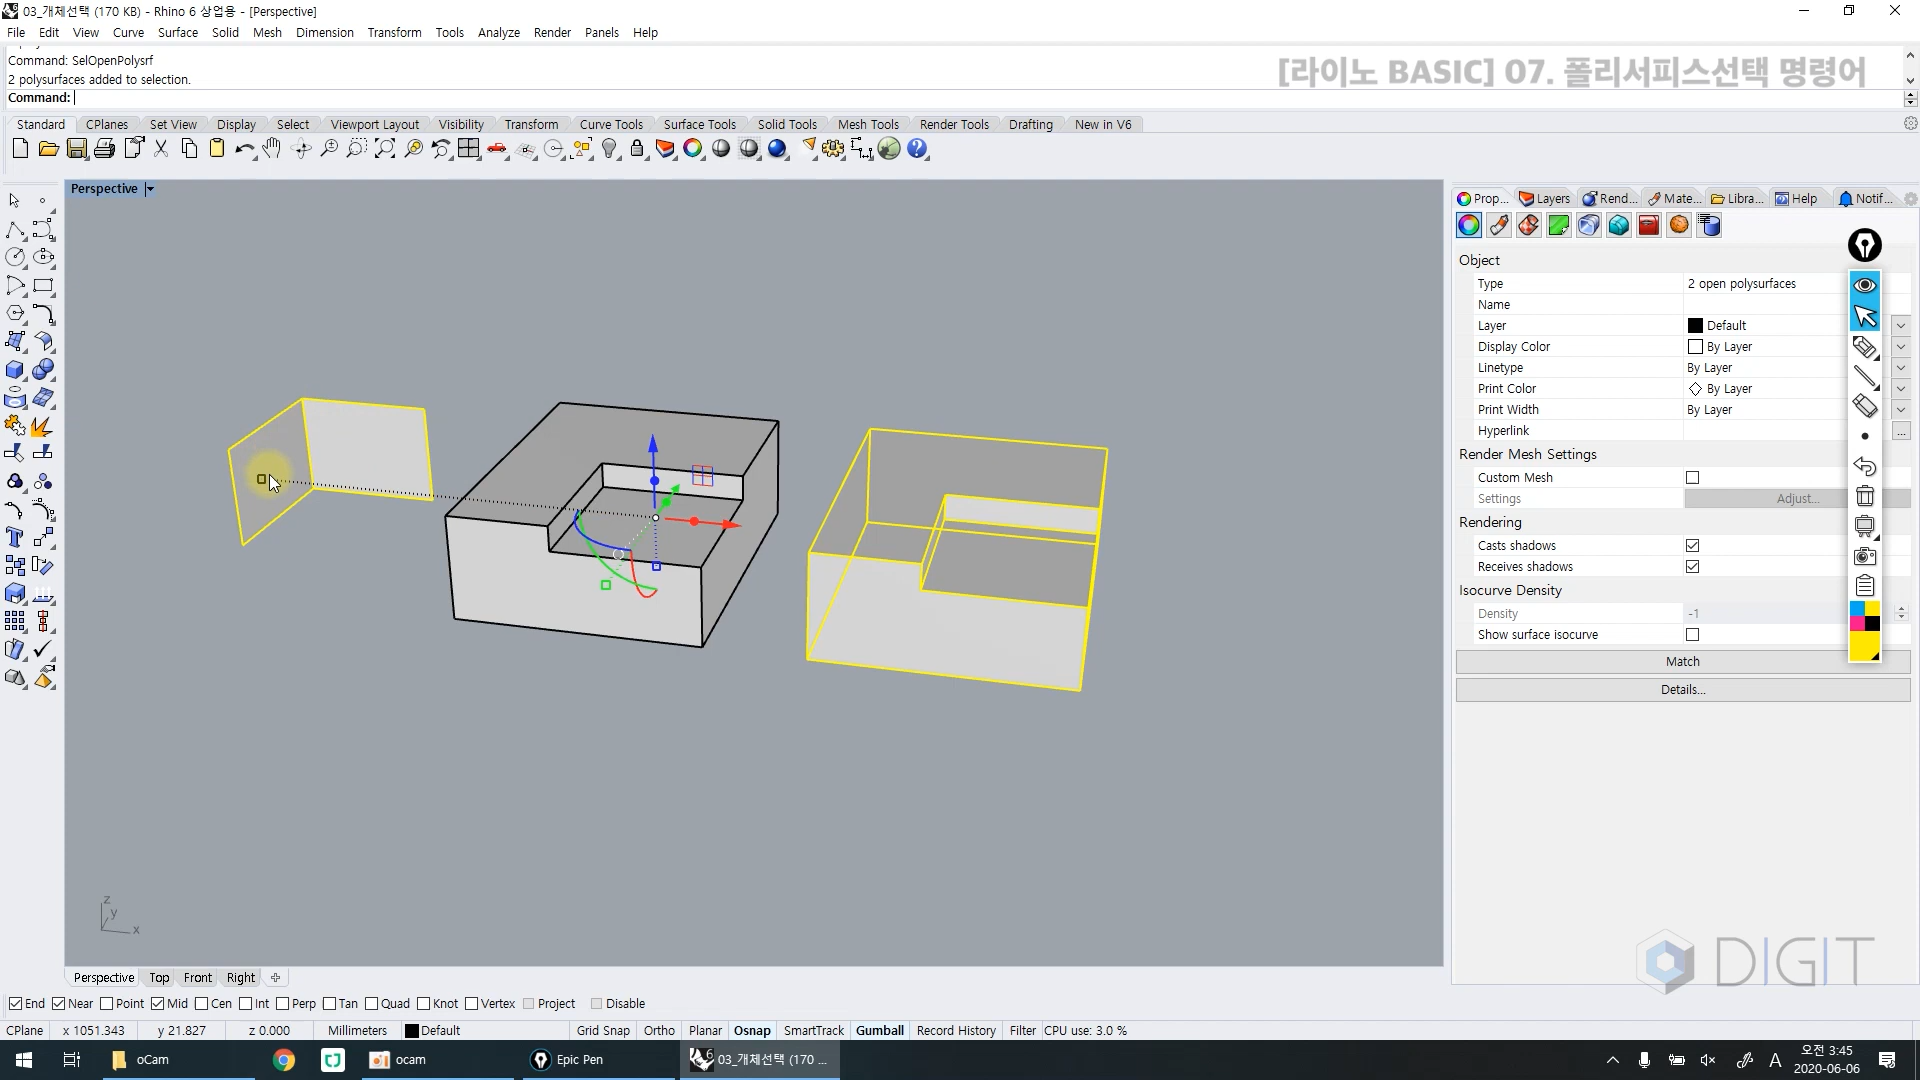 03_개체선택 (170 KB) - Rhino 6 상업용 - [Perspective]
File Edit View Curve Surface Solid Mesh Dimension Transform Tools Analyze Render Panels Help
Command: SelOpenPolysrf
2 polysurfaces added to selection.
Command:
[라이노 BASIC] 07. 폴리서피스선택 명령어
Standard CPlanes Set View Display Select Viewport Layout Visibility Transform Curve Tools Surface Tools Solid Tools Mesh Tools Render Tools Drafting New in V6
Perspective
Prop... Layers Rend... Mate... Libra... Help Notif...
Object
Type 2 open polysurfaces
Name
Layer Default
Display Color By Layer
Linetype By Layer
Print Color By Layer
Print Width By Layer
Hyperlink ...
Render Mesh Settings
Custom Mesh
Settings Adjust...
Rendering
Casts shadows
Receives shadows
Isocurve Density
Density -1
Show surface isocurve
Match
Details...
z
y
x
DIGIT
Perspective Top Front Right
End Near Point Mid Cen Int Perp Tan Quad Knot Vertex Project Disable
CPlane x 1051.343 y 21.827 z 0.000 Millimeters Default Grid Snap Ortho Planar Osnap SmartTrack Gumball Record History Filter CPU use: 3.0 %
oCam ocam Epic Pen 03_개체선택 (170 ... A 오전 3:45
2020-06-06